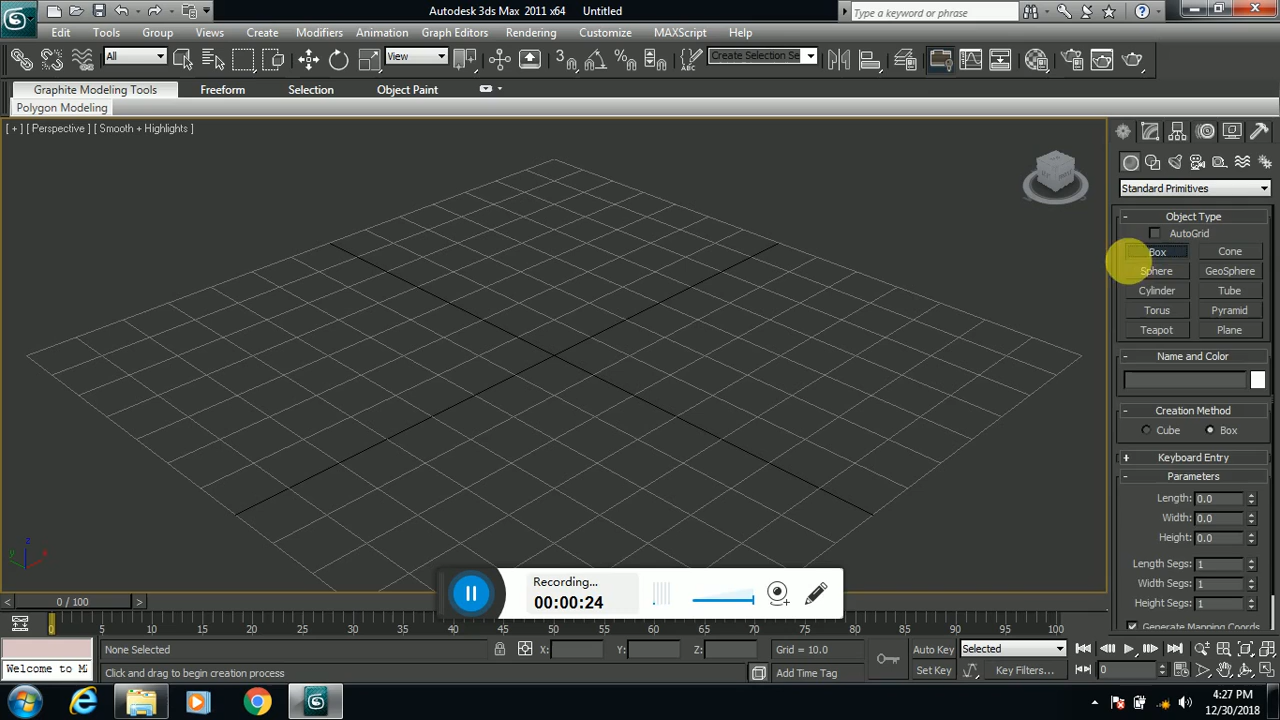 Autodesk 3ds Max 2011 x64 Untitled
Type a keyword or phrase
Edit Tools Group Views Create Modifiers Animation Graph Editors Rendering Customize MAXScript Help
All View Create Selection Se
Graphite Modeling Tools Freeform Selection Object Paint
Polygon Modeling
[ + ] [ Perspective ] [ Smooth + Highlights ]
Standard Primitives
- Object Type
AutoGrid
Box Cone
Sphere GeoSphere
Cylinder Tube
Torus Pyramid
Teapot Plane
- Name and Color
- Creation Method
Cube Box
+ Keyboard Entry
- Parameters
Length: 0.0
Width: 0.0
Height: 0.0
Length Segs: 1
Width Segs: 1
Height Segs: 1
Generate Mapping Coords.
z
y x
Recording...
00:00:24
< 0 / 100 >
0 5 10 15 20 25 30 35 40 45 50 55 60 65 70 75 80 85 90 95 100
None Selected X: Y: Z: Grid = 10.0 Auto Key Selected
Welcome to M Click and drag to begin creation process Add Time Tag Set Key Key Filters... 0
4:27 PM
12/30/2018